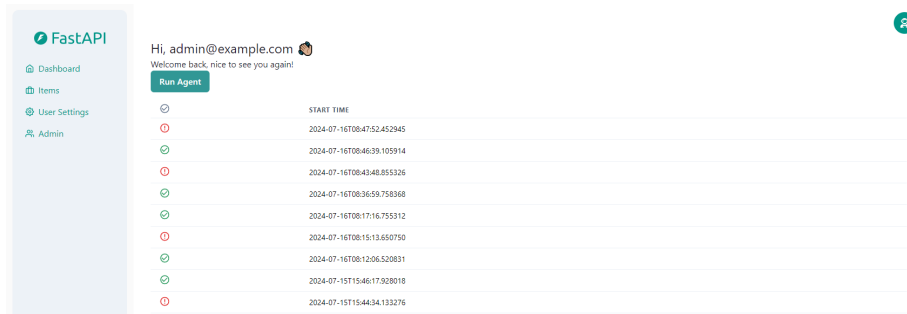 FastAPI
Dashboard
Items
User Settings
Admin
Hi, admin@example.com
Welcome back, nice to see you again!
Run Agent
START TIME
2024-07-16T08:47:52.452945
2024-07-16T08:46:39.105914
2024-07-16T08:43:48.855326
2024-07-16T08:36:59.758368
2024-07-16T08:17:16.755312
2024-07-16T08:15:13.650750
2024-07-16T08:12:06.520831
2024-07-15T15:46:17.928018
2024-07-15T15:44:34.133276